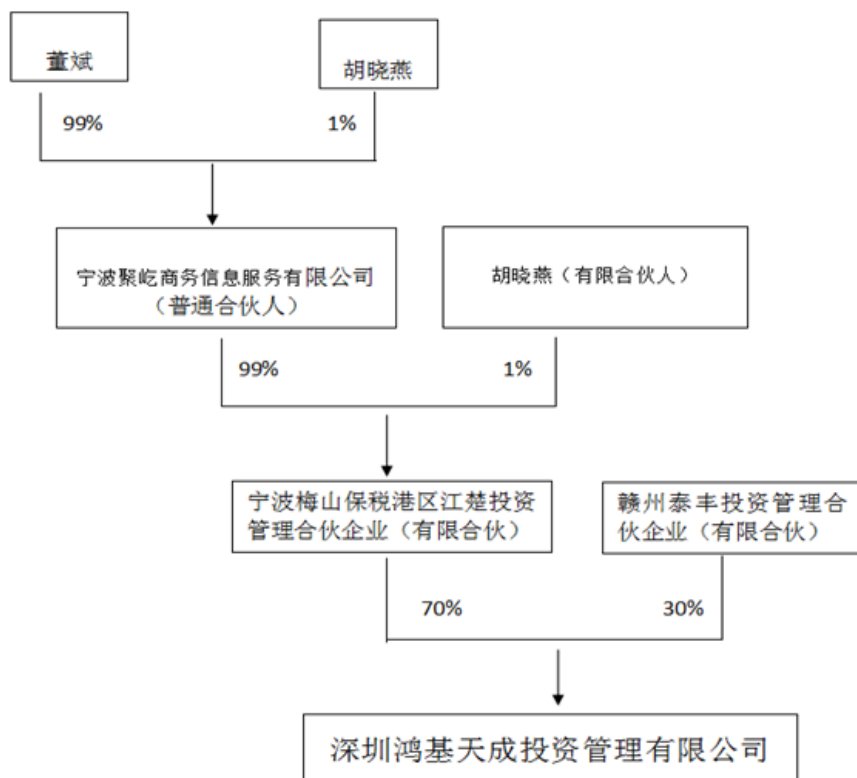 董斌
胡晓燕
99%
1%
宁波聚屹商务信息服务有限公司
（普通合伙人）
胡晓燕（有限合伙人）
99%
1%
宁波梅山保税港区江楚投资
管理合伙企业（有限合伙）
赣州泰丰投资管理合
伙企业（有限合伙）
70%
30%
深圳鸿基天成投资管理有限公司